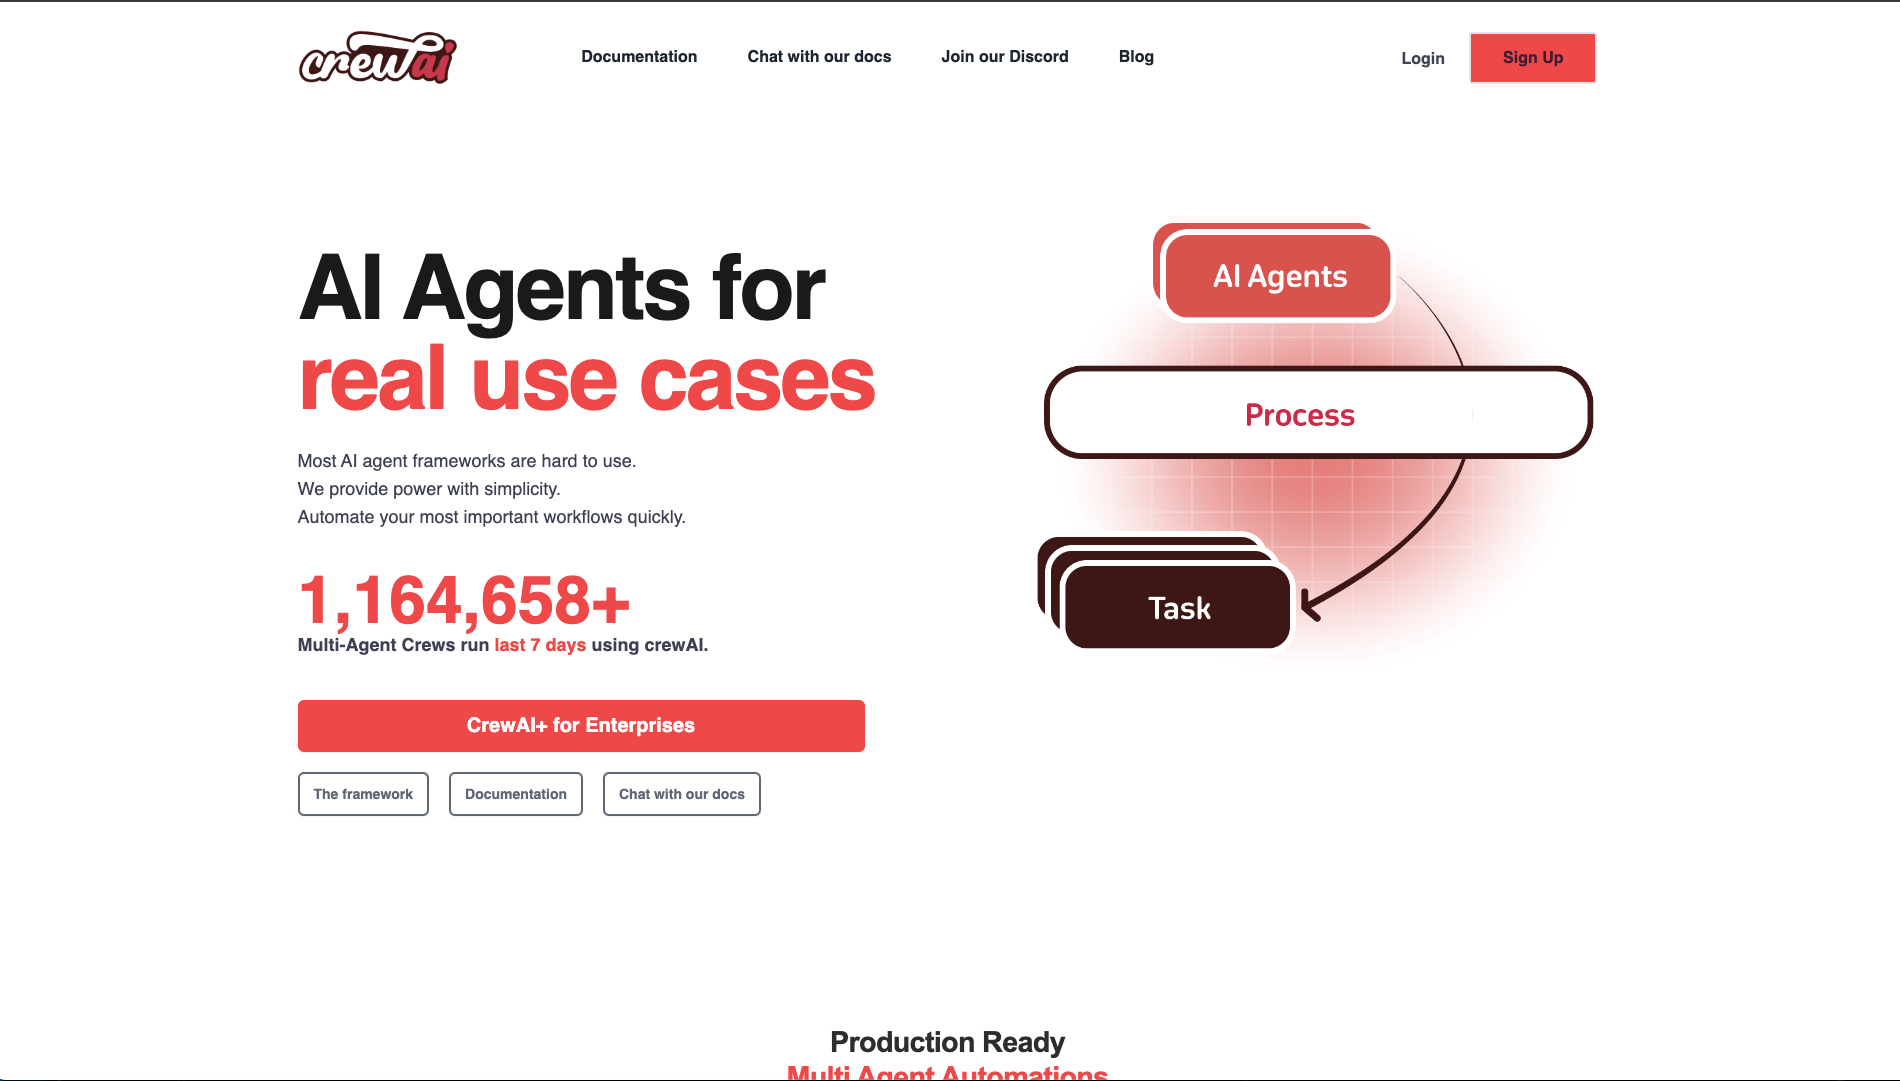 crewai
Documentation
Chat with our docs
Join our Discord
Blog
Login
Sign Up
AI Agents for
real use cases
Most AI agent frameworks are hard to use.
We provide power with simplicity.
Automate your most important workflows quickly.
1,164,658+
Multi-Agent Crews run last 7 days using crewAI.
CrewAI+ for Enterprises
The framework
Documentation
Chat with our docs
AI Agents
Process
Task
Production Ready
Multi Agent Automations